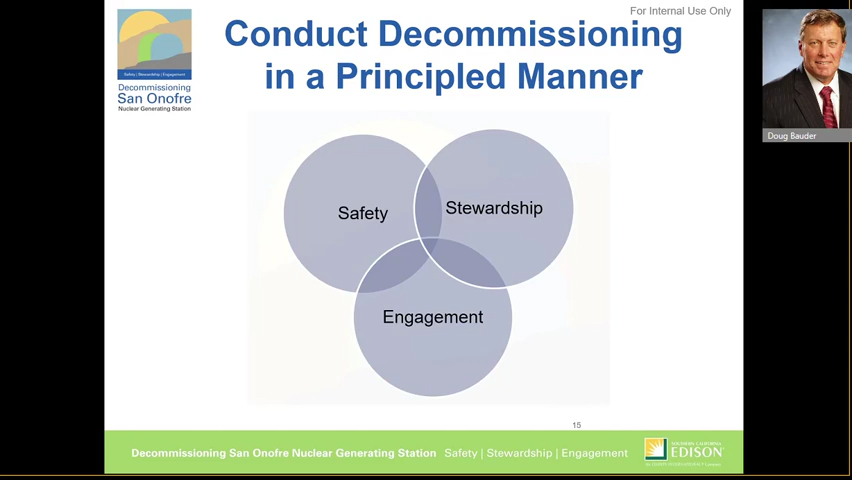 For Internal Use Only
Conduct Decommissioning
in a Principled Manner
Safety | Stewardship | Engagement
Decommissioning
San Onofre
Nuclear Generating Station
Doug Bauder
Safety
Stewardship
Engagement
15
Decommissioning San Onofre Nuclear Generating Station Safety | Stewardship | Engagement
SOUTHERN CALIFORNIA
EDISON